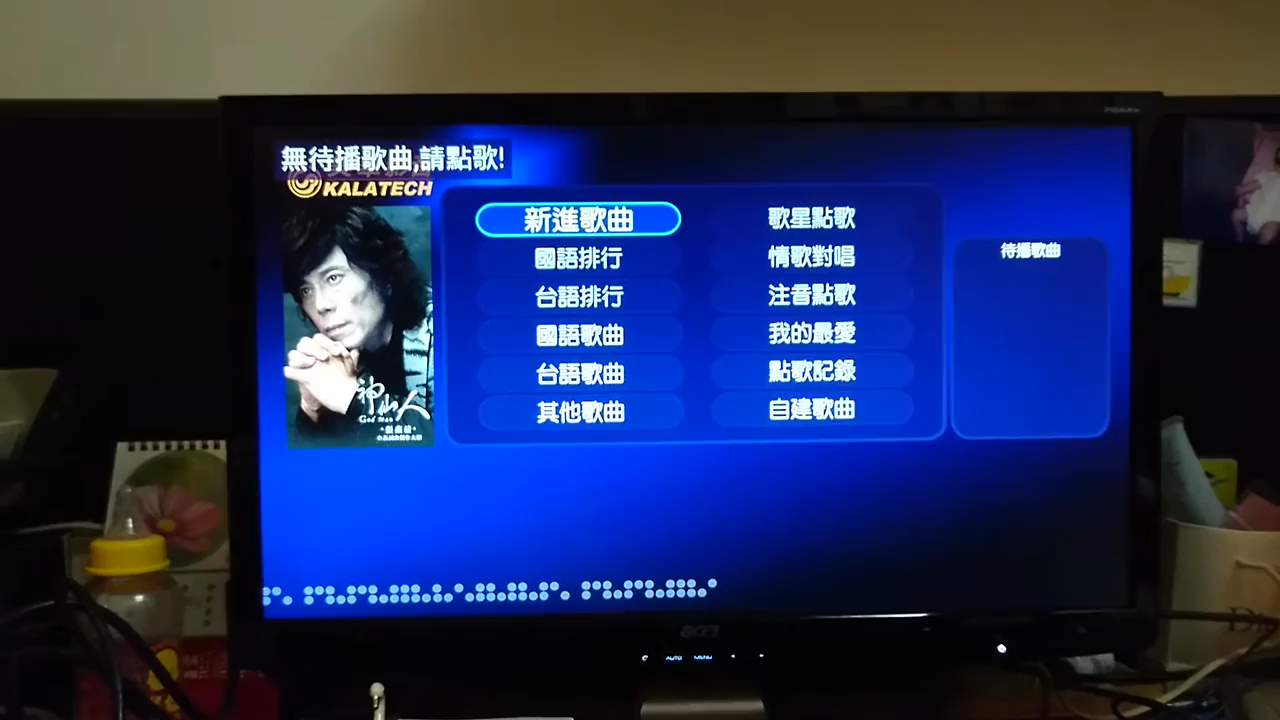 無待播歌曲,請點歌!
KALATECH
新進歌曲
國語排行
台語排行
國語歌曲
台語歌曲
其他歌曲
歌星點歌
情歌對唱
注音點歌
我的最愛
點歌記錄
自建歌曲
待播歌曲
神仙人
God Man
acer
AUTO
MENU